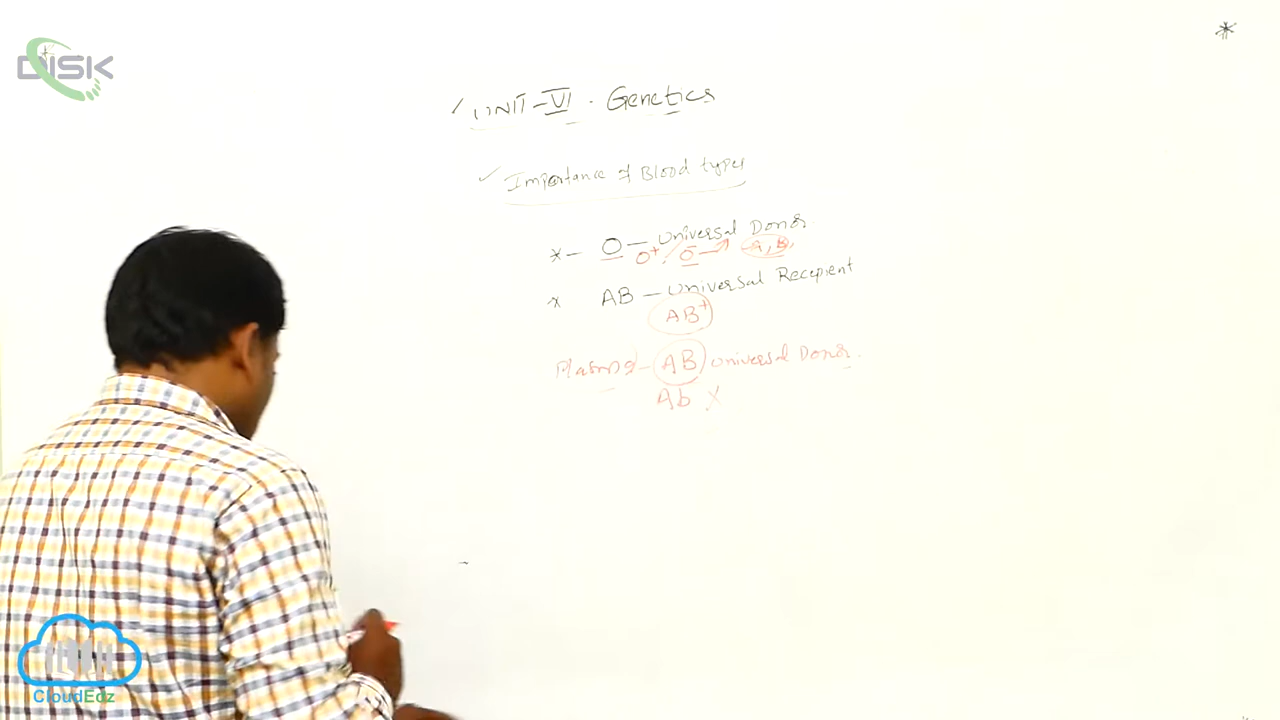 DISK
*
✓ UNIT-VI . Genetics
✓ Importance of Blood types
* - O — Universal Donor
O+ / O- → A, B,
* AB — Universal Recepient
AB+
AB Universal Donor.
Ab X
CloudEdz